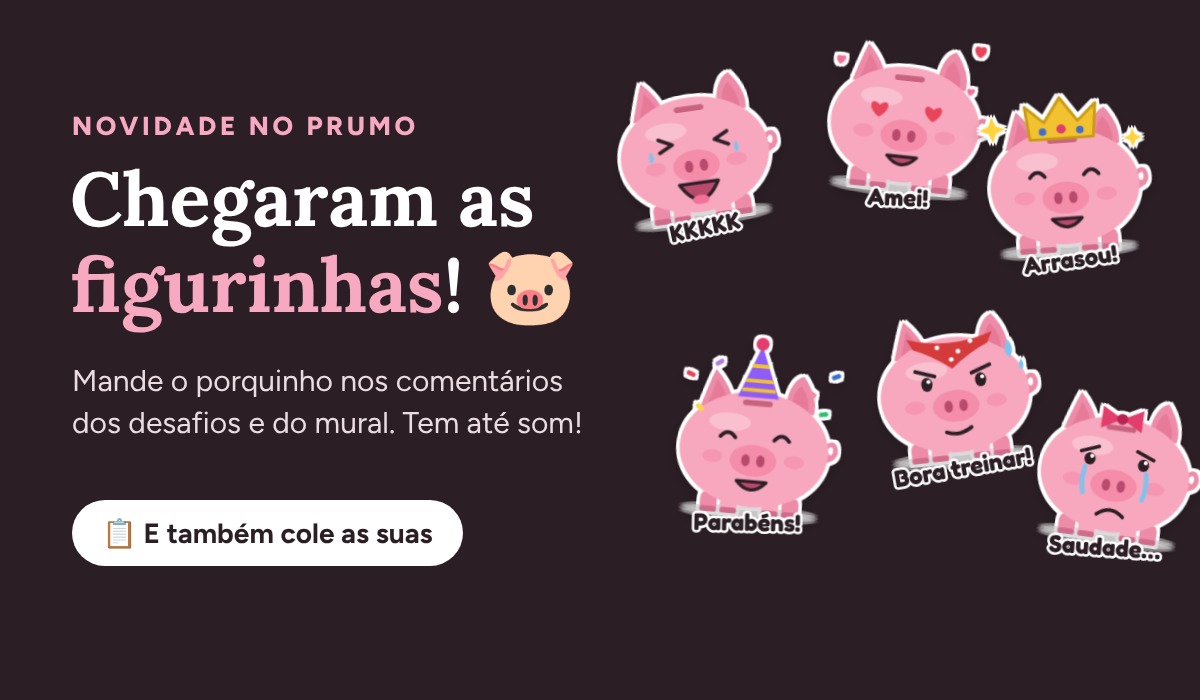 NOVIDADE NO PRUMO
Chegaram as
figurinhas! 🐷
Mande o porquinho nos comentários
dos desafios e do mural. Tem até som!
📋 E também cole as suas
KKKKK
Amei!
Arrasou!
Parabéns!
Bora treinar!
Saudade...